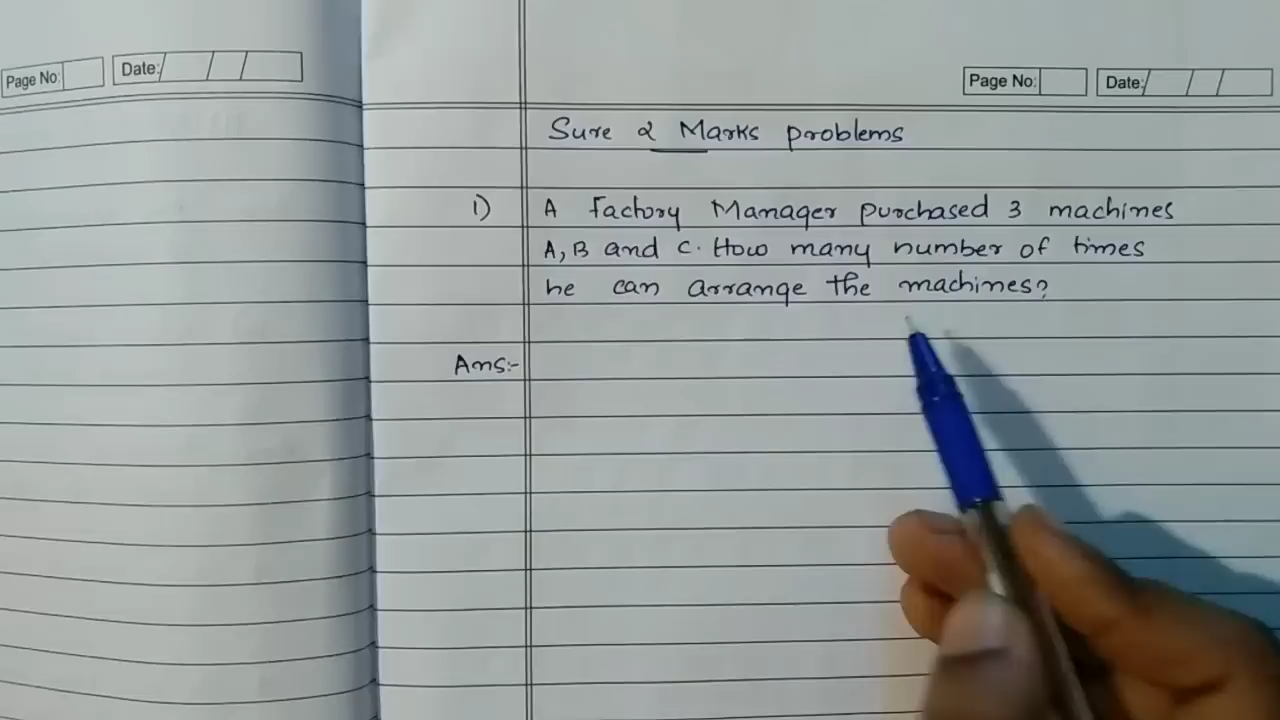 Page No:
Date:
Page No:
Date:
Sure 2 Marks problems
1) A Factory Manager purchased 3 machines
A, B and C. How many number of times
he can arrange the machines?
Ans:-